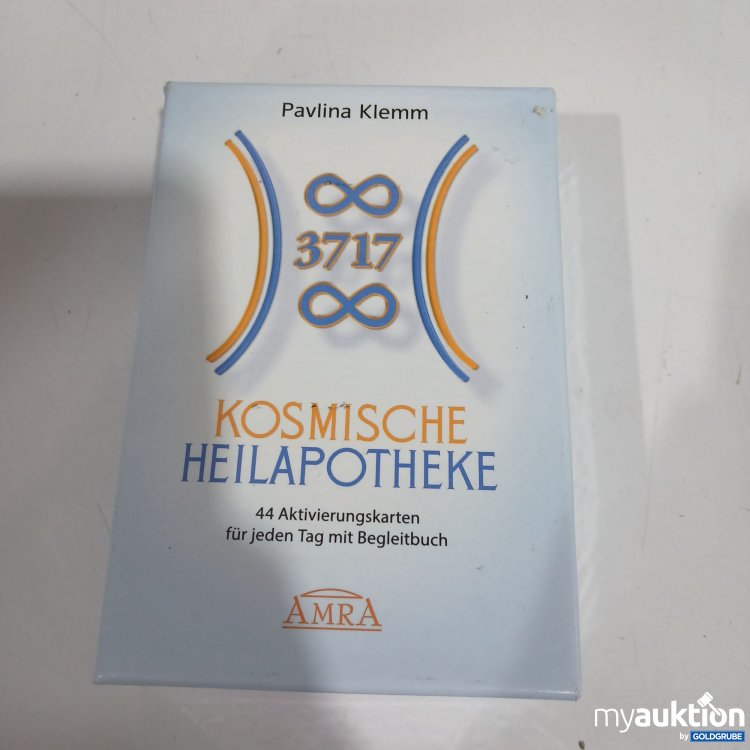 Pavlina Klemm
3717
KOSMISCHE
HEILAPOTHEKE
44 Aktivierungskarten
für jeden Tag mit Begleitbuch
AMRA
myauktion
by GOLDGRUBE